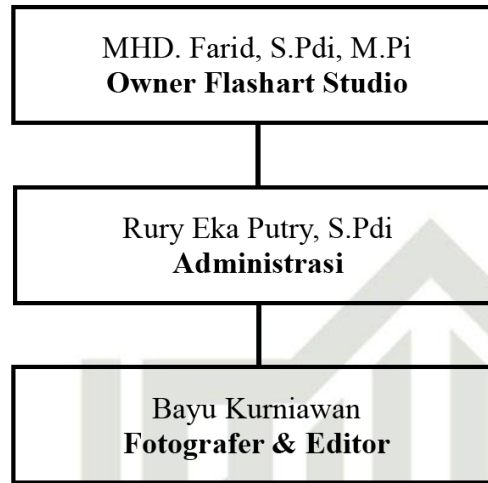 MHD. Farid, S.Pdi, M.Pi
Owner Flashart Studio
Rury Eka Putry, S.Pdi
Administrasi
Bayu Kurniawan
Fotografer & Editor